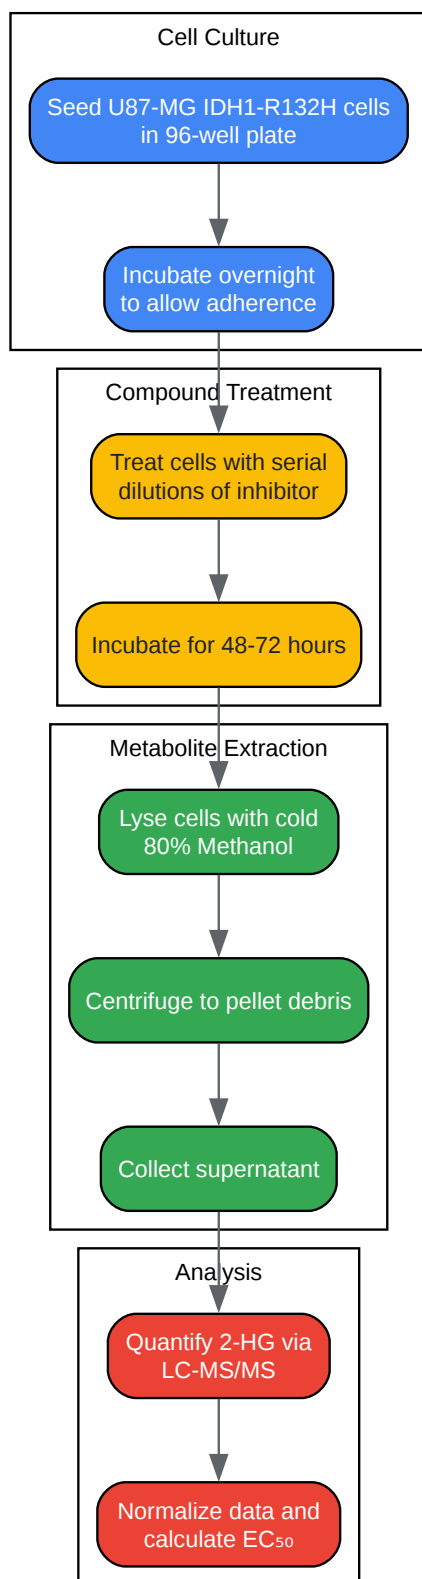 Cell Culture
Seed U87-MG IDH1-R132H cells
in 96-well plate
Incubate overnight
to allow adherence
Compound Treatment
Treat cells with serial
dilutions of inhibitor
Incubate for 48-72 hours
Metabolite Extraction
Lyse cells with cold
80% Methanol
Centrifuge to pellet debris
Collect supernatant
Analysis
Quantify 2-HG via
LC-MS/MS
Normalize data and
calculate EC₅₀